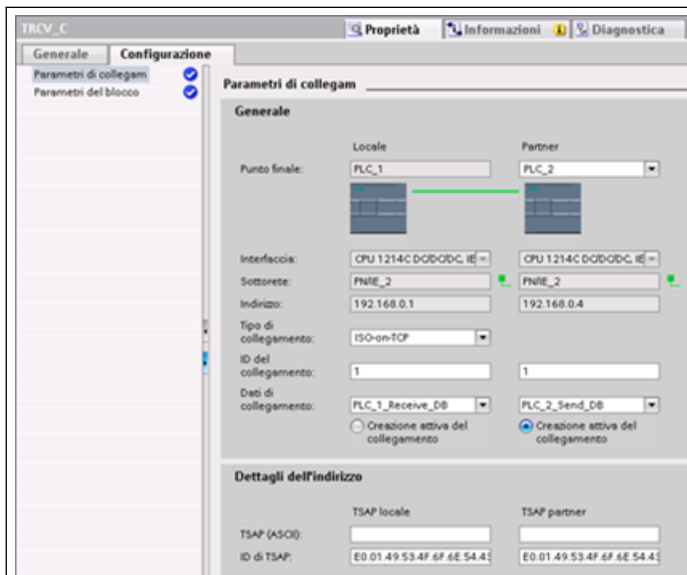 TRCV_C
Proprietà Informazioni Diagnostica
Generale Configurazione
Parametri di collegam
Parametri del blocco
Parametri di collegam
Generale
Locale Partner
Punto finale: PLC_1 PLC_2
Interfaccia: CPU 1214C DC/DC/DC, IE CPU 1214C DC/DC/DC, IE
Sottorete: PN/IE_2 PN/IE_2
Indirizzo: 192.168.0.1 192.168.0.4
Tipo di
collegamento: ISO-on-TCP
ID del
collegamento: 1 1
Dati di
collegamento: PLC_1_Receive_DB PLC_2_Send_DB
Creazione attiva del Creazione attiva del
collegamento collegamento
Dettagli dell'indirizzo
TSAP locale TSAP partner
TSAP (ASCII):
ID di TSAP: E0.01.49.53.4F.6F.6E.54.43 E0.01.49.53.4F.6F.6E.54.43